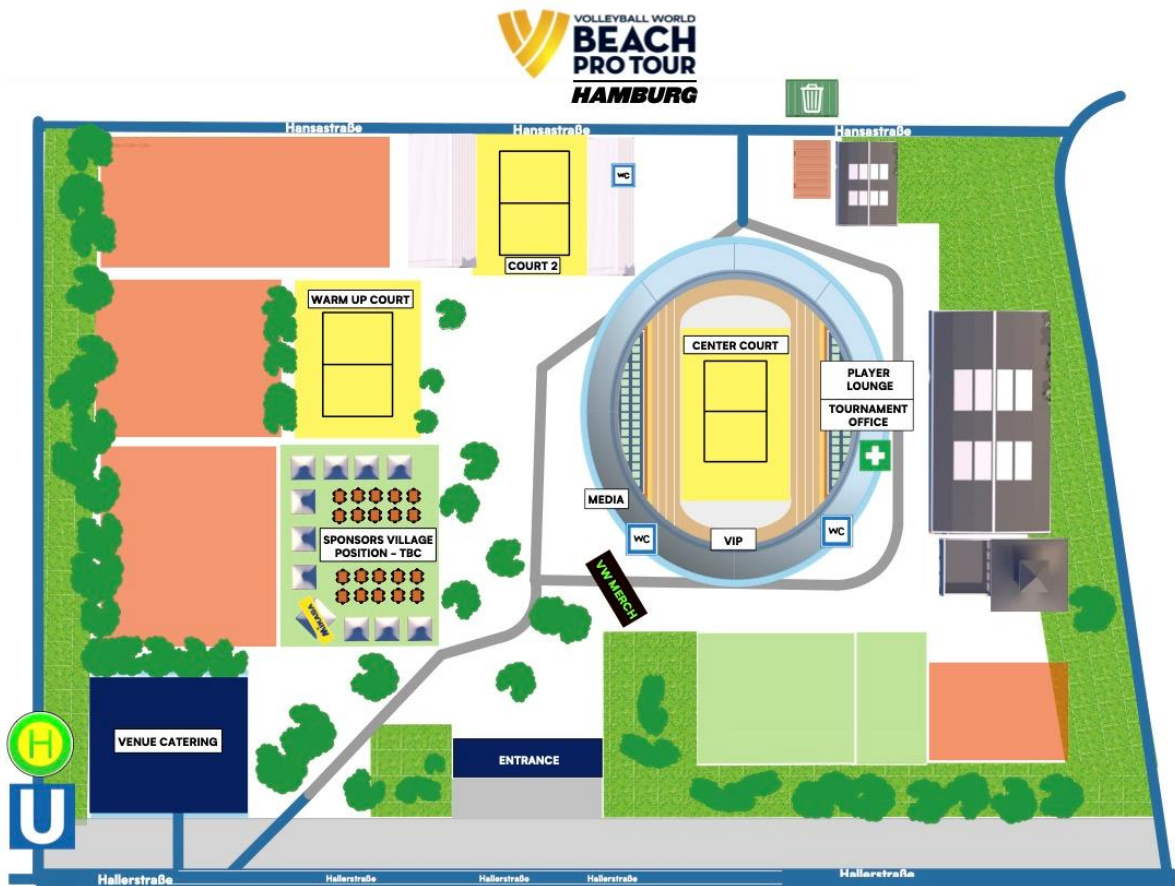 VOLLEYBALL WORLD
BEACH
PRO TOUR
HAMBURG
Hansastraße
Hansastraße
Hansastraße
WC
COURT 2
WARM UP COURT
CENTER COURT
PLAYER
LOUNGE
TOURNAMENT
OFFICE
MEDIA
WC
VIP
WC
SPONSORS VILLAGE
POSITION – TBC
VW MERCH
MIKASA
H
VENUE CATERING
ENTRANCE
U
Hallerstraße
Hallerstraße
Hallerstraße
Hallerstraße
Hallerstraße